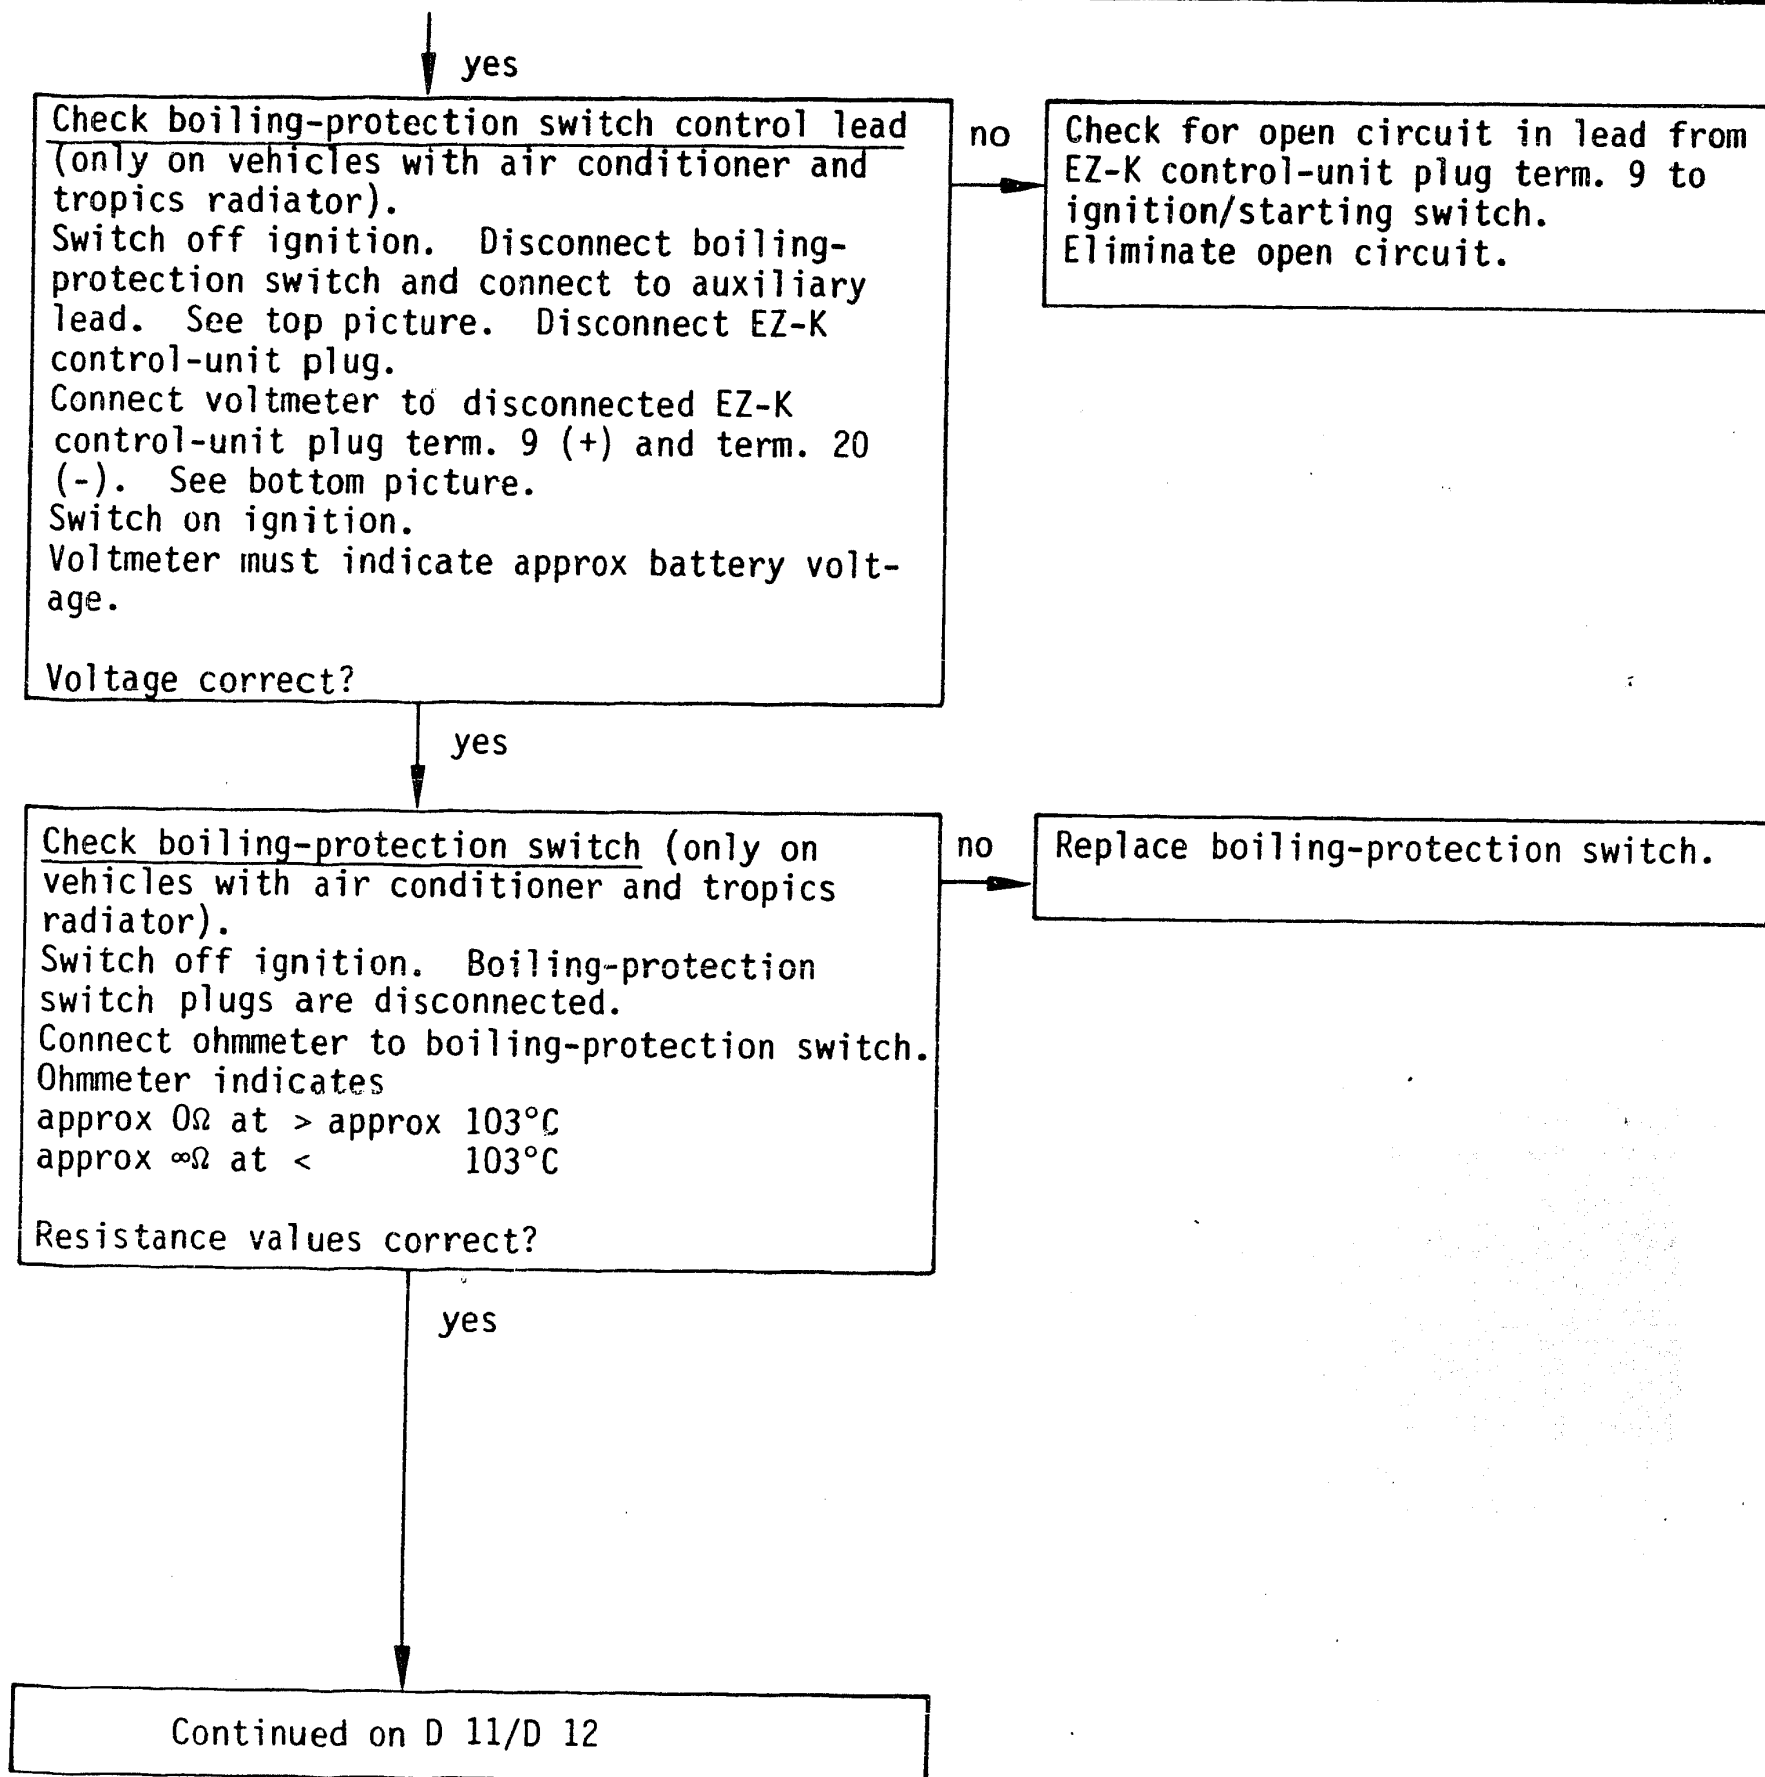 yes
Check boiling-protection switch control lead
(only on vehicles with air conditioner and
tropics radiator).
Switch off ignition. Disconnect boiling-
protection switch and connect to auxiliary
lead. See top picture. Disconnect EZ-K
control-unit plug.
Connect voltmeter to disconnected EZ-K
control-unit plug term. 9 (+) and term. 20
(-). See bottom picture.
Switch on ignition.
Voltmeter must indicate approx battery volt-
age.
Voltage correct?
no
Check for open circuit in lead from
EZ-K control-unit plug term. 9 to
ignition/starting switch.
Eliminate open circuit.
yes
Check boiling-protection switch (only on
vehicles with air conditioner and tropics
radiator).
Switch off ignition. Boiling-protection
switch plugs are disconnected.
Connect ohmmeter to boiling-protection switch.
Ohmmeter indicates
approx 0Ω at > approx 103°C
approx ∞Ω at < 103°C
Resistance values correct?
no
Replace boiling-protection switch.
yes
Continued on D 11/D 12